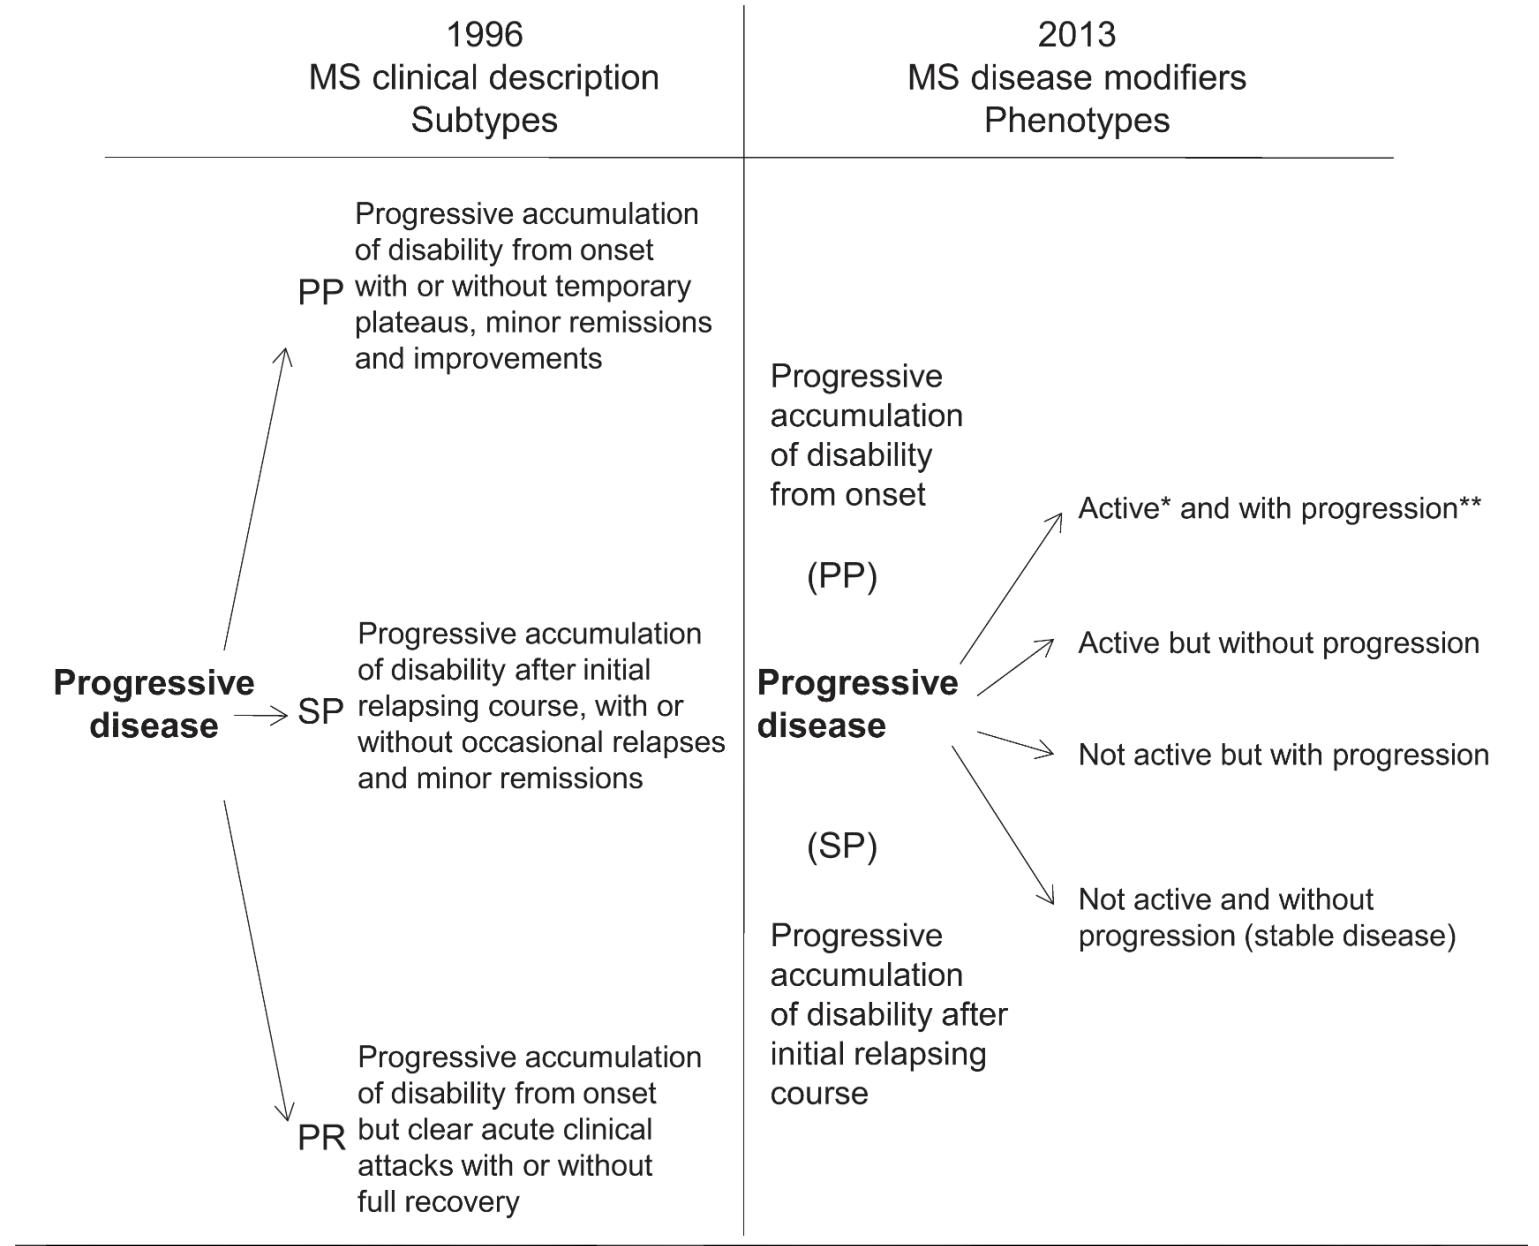 1996
MS clinical description
Subtypes
2013
MS disease modifiers
Phenotypes
Progressive accumulation
of disability from onset
PP with or without temporary
plateaus, minor remissions
and improvements
Progressive accumulation
of disability after initial
SP relapsing course, with or
without occasional relapses
and minor remissions
Progressive
disease
Progressive accumulation
of disability from onset
PR but clear acute clinical
attacks with or without
full recovery
Progressive
accumulation
of disability
from onset
(PP)
Progressive
disease
(SP)
Progressive
accumulation
of disability after
initial relapsing
course
Active* and with progression**
Active but without progression
Not active but with progression
Not active and without
progression (stable disease)